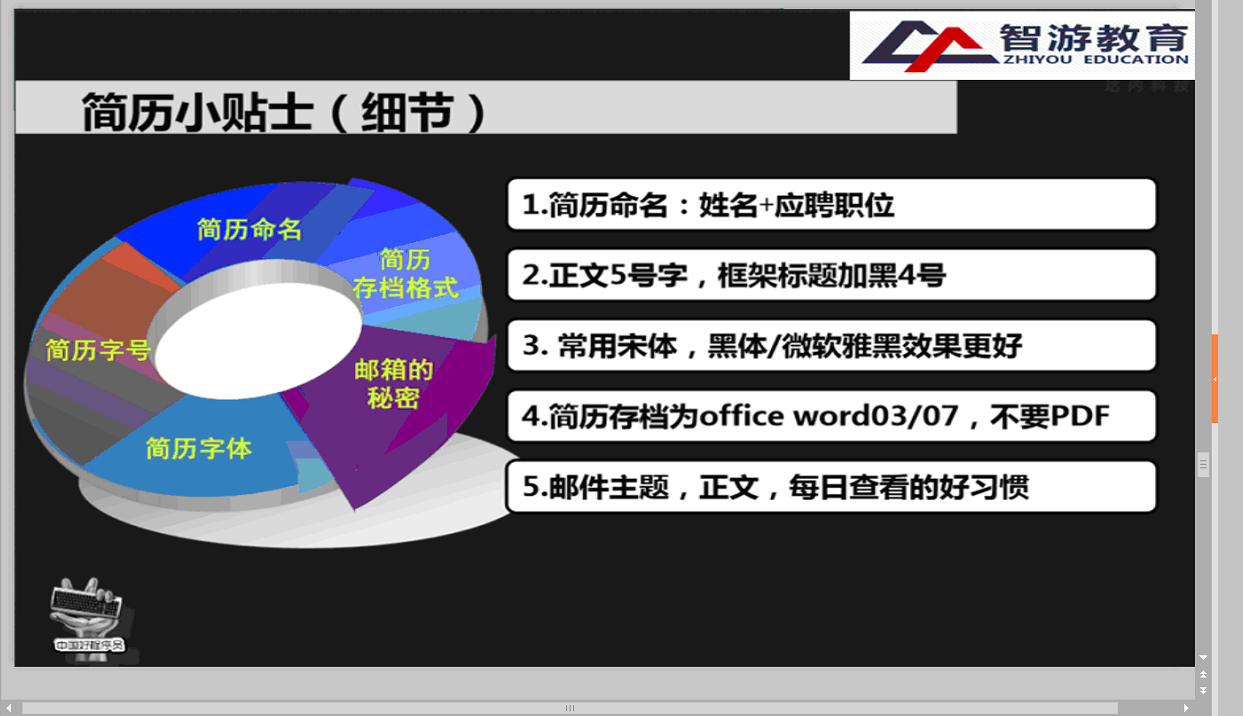 智游教育
ZHIYOU EDUCATION
简历小贴士（细节）
简历命名
简历
存档格式
简历字号
邮箱的
秘密
简历字体
1.简历命名：姓名+应聘职位
2.正文5号字，框架标题加黑4号
3. 常用宋体，黑体/微软雅黑效果更好
4.简历存档为office word03/07，不要PDF
5.邮件主题，正文，每日查看的好习惯
中国好程序员